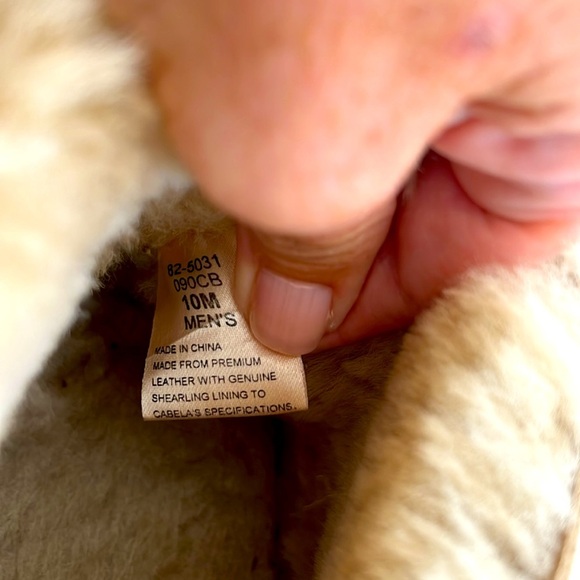 82-5031
090CB
10M
MEN'S
MADE IN CHINA
MADE FROM PREMIUM
LEATHER WITH GENUINE
SHEARLING LINING TO
CABELA'S SPECIFICATIONS.